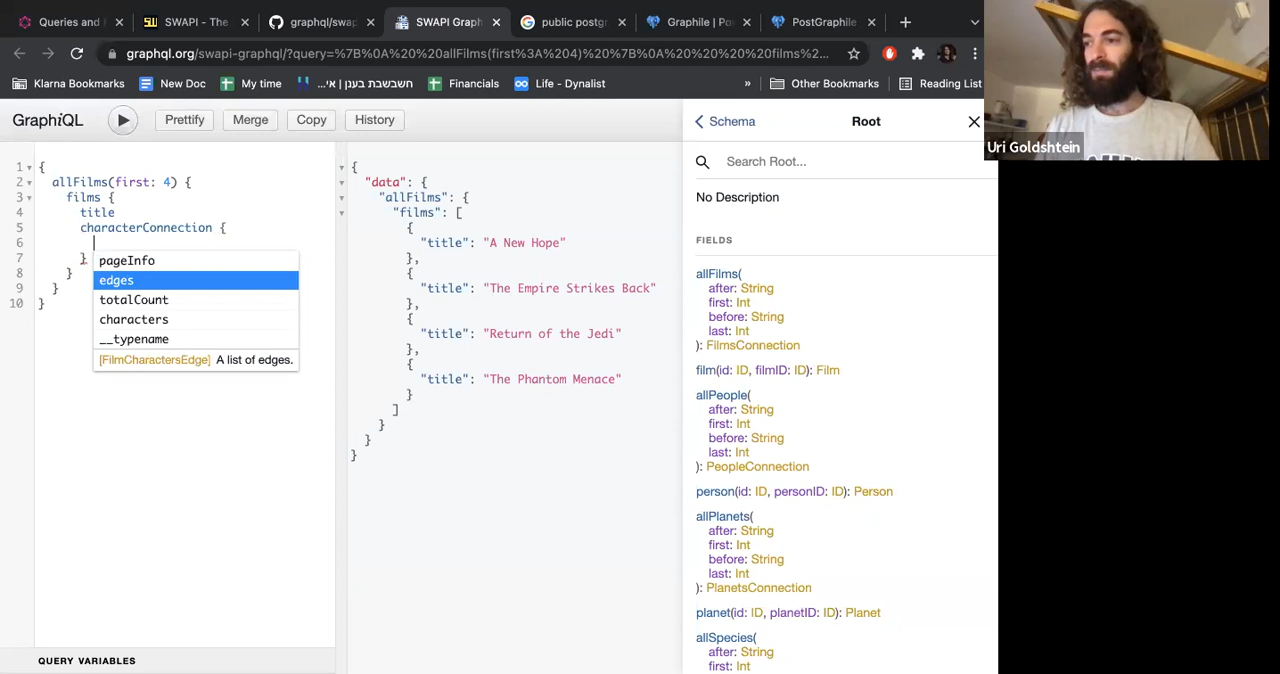 Queries and
SWAPI - The
graphql/swap
SWAPI Graph
public postgr
Graphile | Po
PostGraphile
graphql.org/swapi-graphql/?query=%7B%0A%20%20allFilms(first%3A%204)%20%7B%0A%20%20%20%20films%2...
Klarna Bookmarks
New Doc
My time
חשבשבת בענן | אי...
Financials
Life - Dynalist
»
Other Bookmarks
Reading List
Uri Goldshtein
GraphiQL
Prettify
Merge
Copy
History
1 {
2 allFilms(first: 4) {
3 films {
4 title
5 characterConnection {
6
7 }
8 }
9 }
10 }
pageInfo
edges
totalCount
characters
__typename
[FilmCharactersEdge] A list of edges.
QUERY VARIABLES
{
"data": {
"allFilms": {
"films": [
{
"title": "A New Hope"
},
{
"title": "The Empire Strikes Back"
},
{
"title": "Return of the Jedi"
},
{
"title": "The Phantom Menace"
}
]
}
}
}
Schema
Root
Search Root...
No Description
FIELDS
allFilms(
after: String
first: Int
before: String
last: Int
): FilmsConnection
film(id: ID, filmID: ID): Film
allPeople(
after: String
first: Int
before: String
last: Int
): PeopleConnection
person(id: ID, personID: ID): Person
allPlanets(
after: String
first: Int
before: String
last: Int
): PlanetsConnection
planet(id: ID, planetID: ID): Planet
allSpecies(
after: String
first: Int